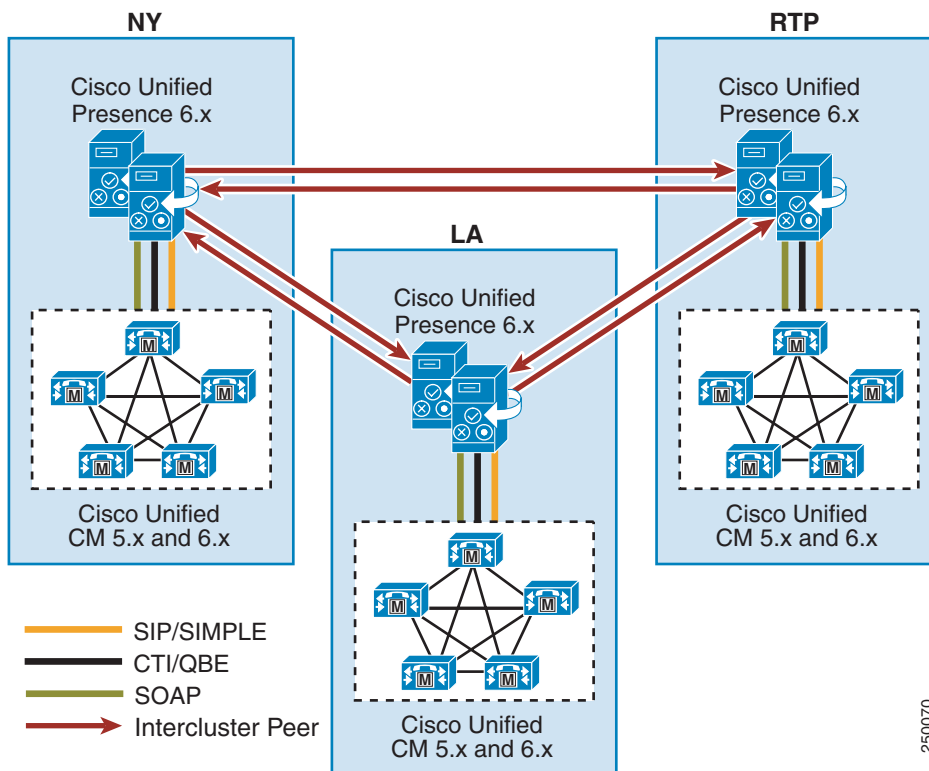 NY
RTP
Cisco Unified
Presence 6.x
Cisco Unified
Presence 6.x
LA
Cisco Unified
Presence 6.x
M
M
M
M
M
M
M
M
M
M
Cisco Unified
CM 5.x and 6.x
Cisco Unified
CM 5.x and 6.x
M
M
M
M
M
SIP/SIMPLE
CTI/QBE
SOAP
Intercluster Peer
Cisco Unified
CM 5.x and 6.x
250070